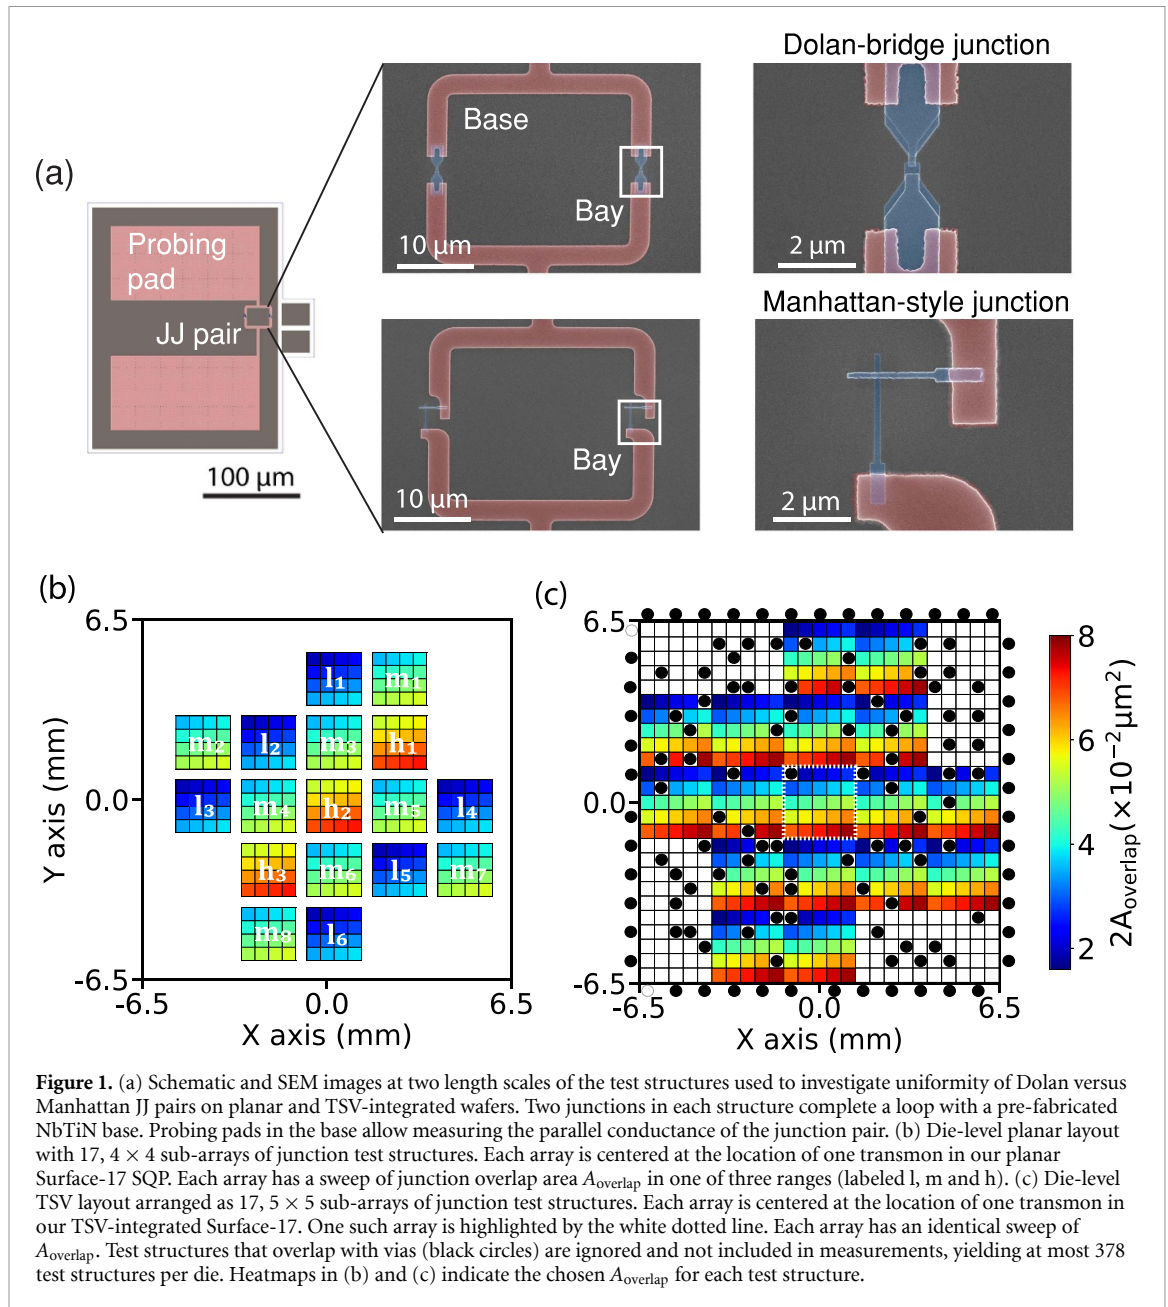 (a)
Probing
pad
JJ pair
100 μm
Base
Bay
10 μm
Dolan-bridge junction
2 μm
Bay
10 μm
Manhattan-style junction
2 μm
(b)
6.5
0.0
-6.5
Y axis (mm)
l₁ m₁
m₂ l₂ m₃ h₁
l₃ m₄ h₂ m₅ l₄
h₃ m₆ l₅ m₇
m₈ l₆
-6.5 0.0 6.5
X axis (mm)
(c)
6.5
0.0
-6.5
-6.5 0.0 6.5
X axis (mm)
8
6
4
2
2A_overlap(×10⁻²μm²)
Figure 1. (a) Schematic and SEM images at two length scales of the test structures used to investigate uniformity of Dolan versus
Manhattan JJ pairs on planar and TSV-integrated wafers. Two junctions in each structure complete a loop with a pre-fabricated
NbTiN base. Probing pads in the base allow measuring the parallel conductance of the junction pair. (b) Die-level planar layout
with 17, 4 × 4 sub-arrays of junction test structures. Each array is centered at the location of one transmon in our planar
Surface-17 SQP. Each array has a sweep of junction overlap area A_overlap in one of three ranges (labeled l, m and h). (c) Die-level
TSV layout arranged as 17, 5 × 5 sub-arrays of junction test structures. Each array is centered at the location of one transmon in
our TSV-integrated Surface-17. One such array is highlighted by the white dotted line. Each array has an identical sweep of
A_overlap. Test structures that overlap with vias (black circles) are ignored and not included in measurements, yielding at most 378
test structures per die. Heatmaps in (b) and (c) indicate the chosen A_overlap for each test structure.